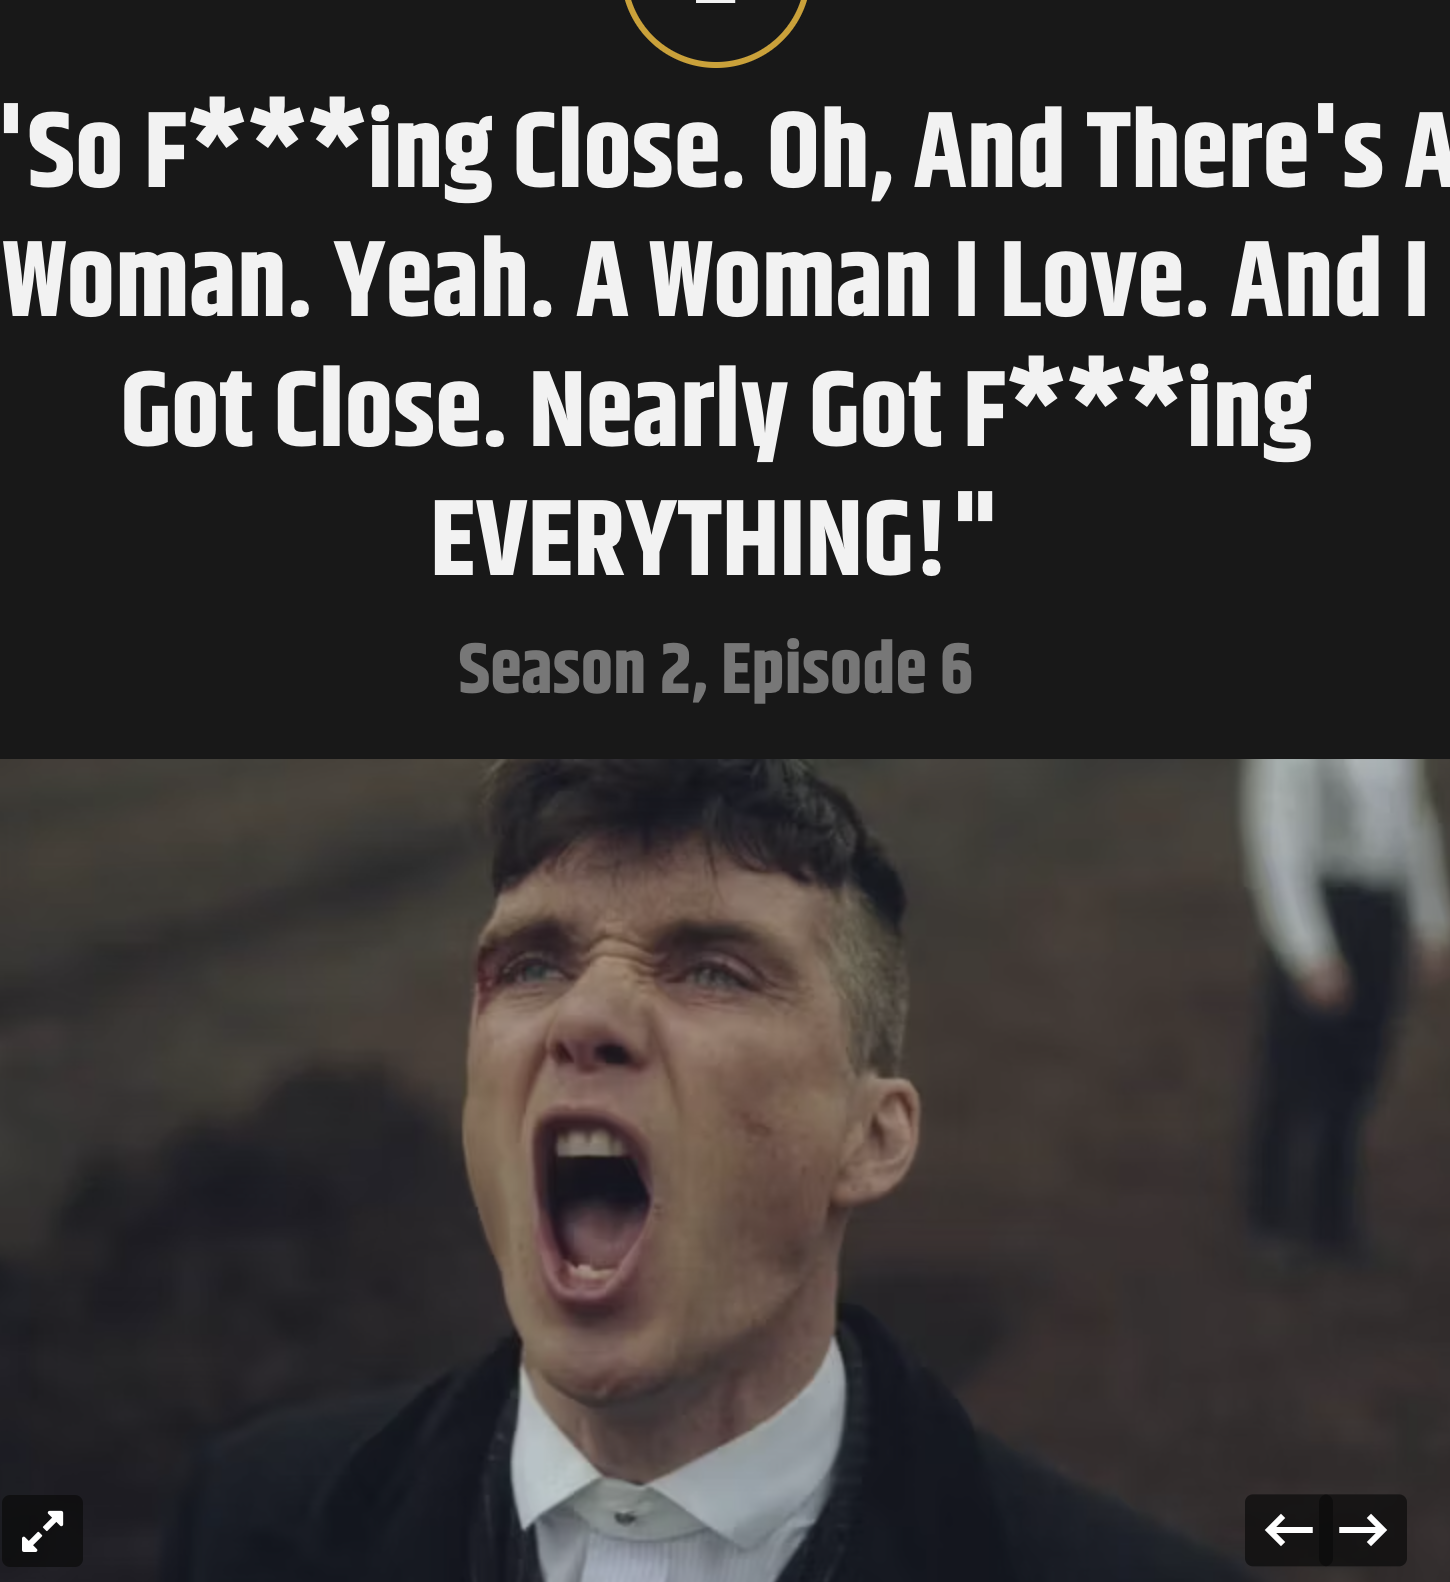 'So F***ing Close. Oh, And There's A
Woman. Yeah. A Woman I Love. And I
Got Close. Nearly Got F***ing
EVERYTHING!"
Season 2, Episode 6